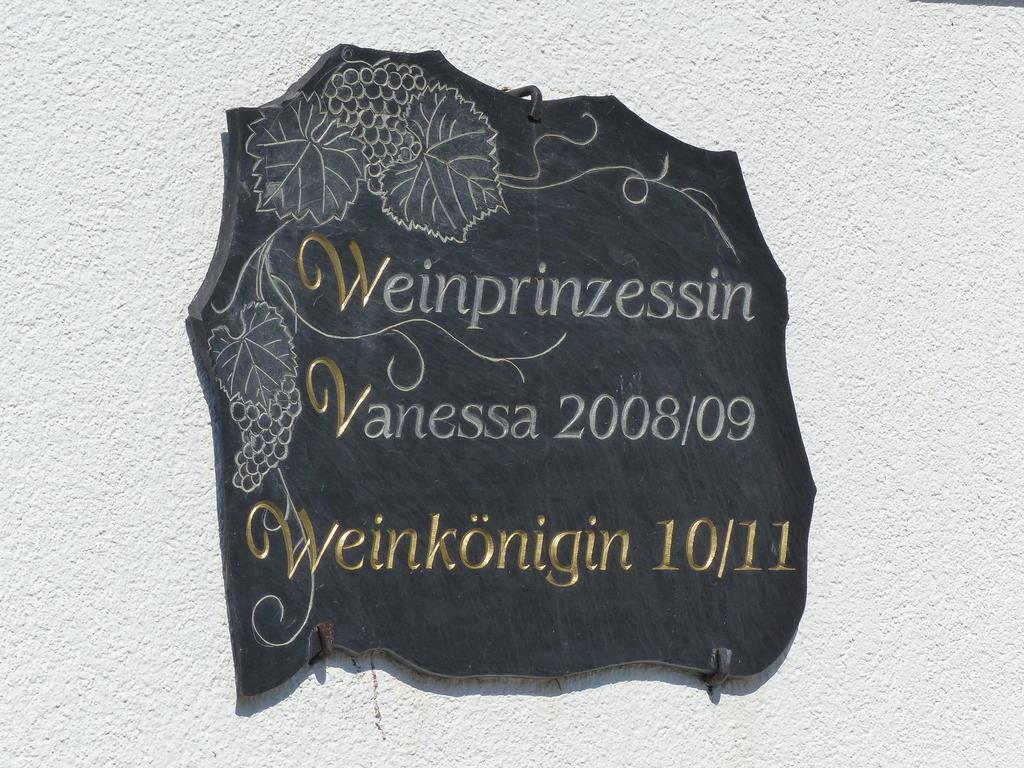 Weinprinzessin
Vanessa 2008/09
Weinkönigin 10/11